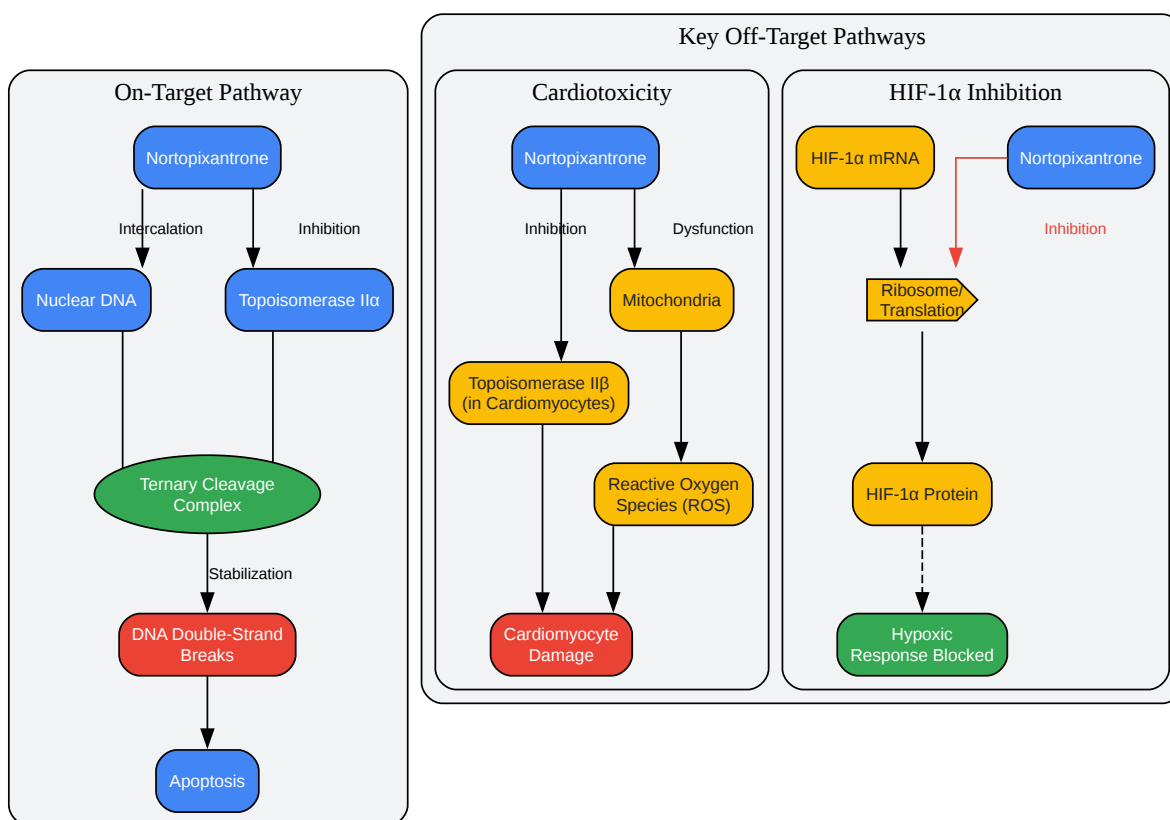 Key Off-Target Pathways
On-Target Pathway
Nortopixantrone
Intercalation
Inhibition
Nuclear DNA
Topoisomerase IIα
Ternary Cleavage
Complex
Stabilization
DNA Double-Strand
Breaks
Apoptosis
Cardiotoxicity
Nortopixantrone
Inhibition
Dysfunction
Mitochondria
Topoisomerase IIβ
(in Cardiomyocytes)
Reactive Oxygen
Species (ROS)
Cardiomyocyte
Damage
HIF-1α Inhibition
HIF-1α mRNA
Nortopixantrone
Inhibition
Ribosome/
Translation
HIF-1α Protein
Hypoxic
Response Blocked